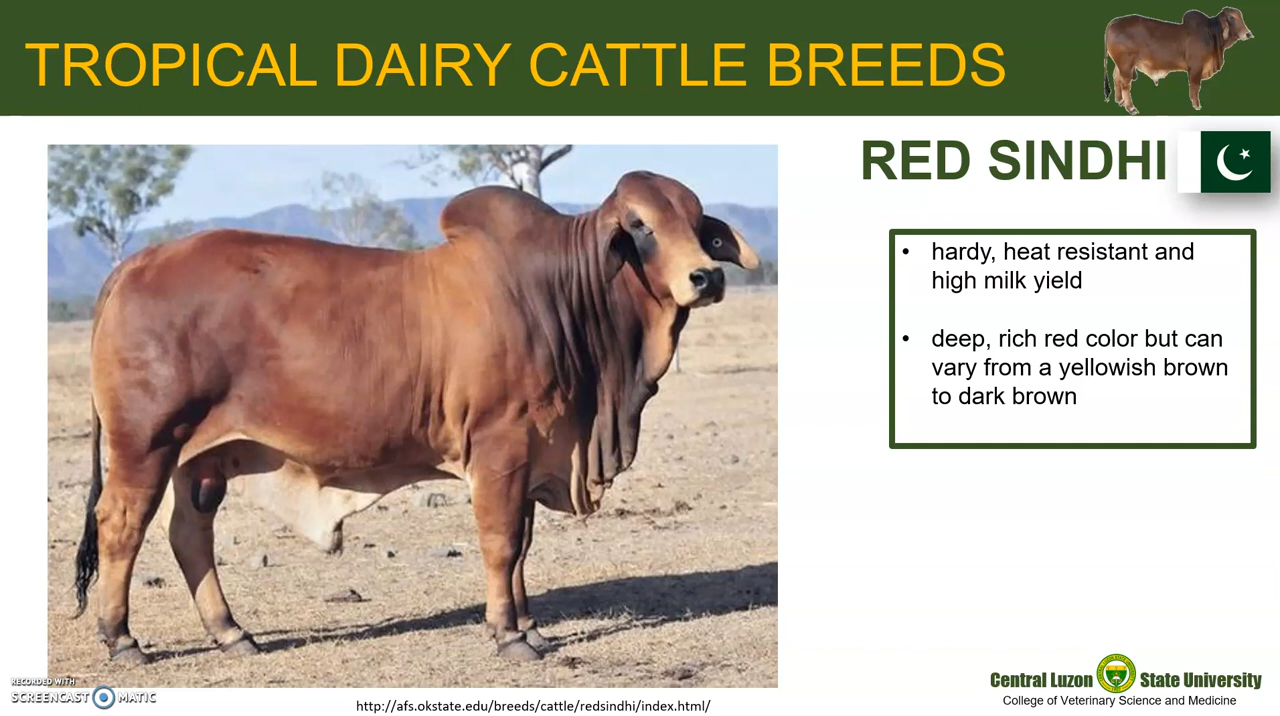 TROPICAL DAIRY CATTLE BREEDS
RED SINDHI
• hardy, heat resistant and
high milk yield
• deep, rich red color but can
vary from a yellowish brown
to dark brown
RECORDED WITH
SCREENCAST MATIC
http://afs.okstate.edu/breeds/cattle/redsindhi/index.html/
Central Luzon State University
College of Veterinary Science and Medicine